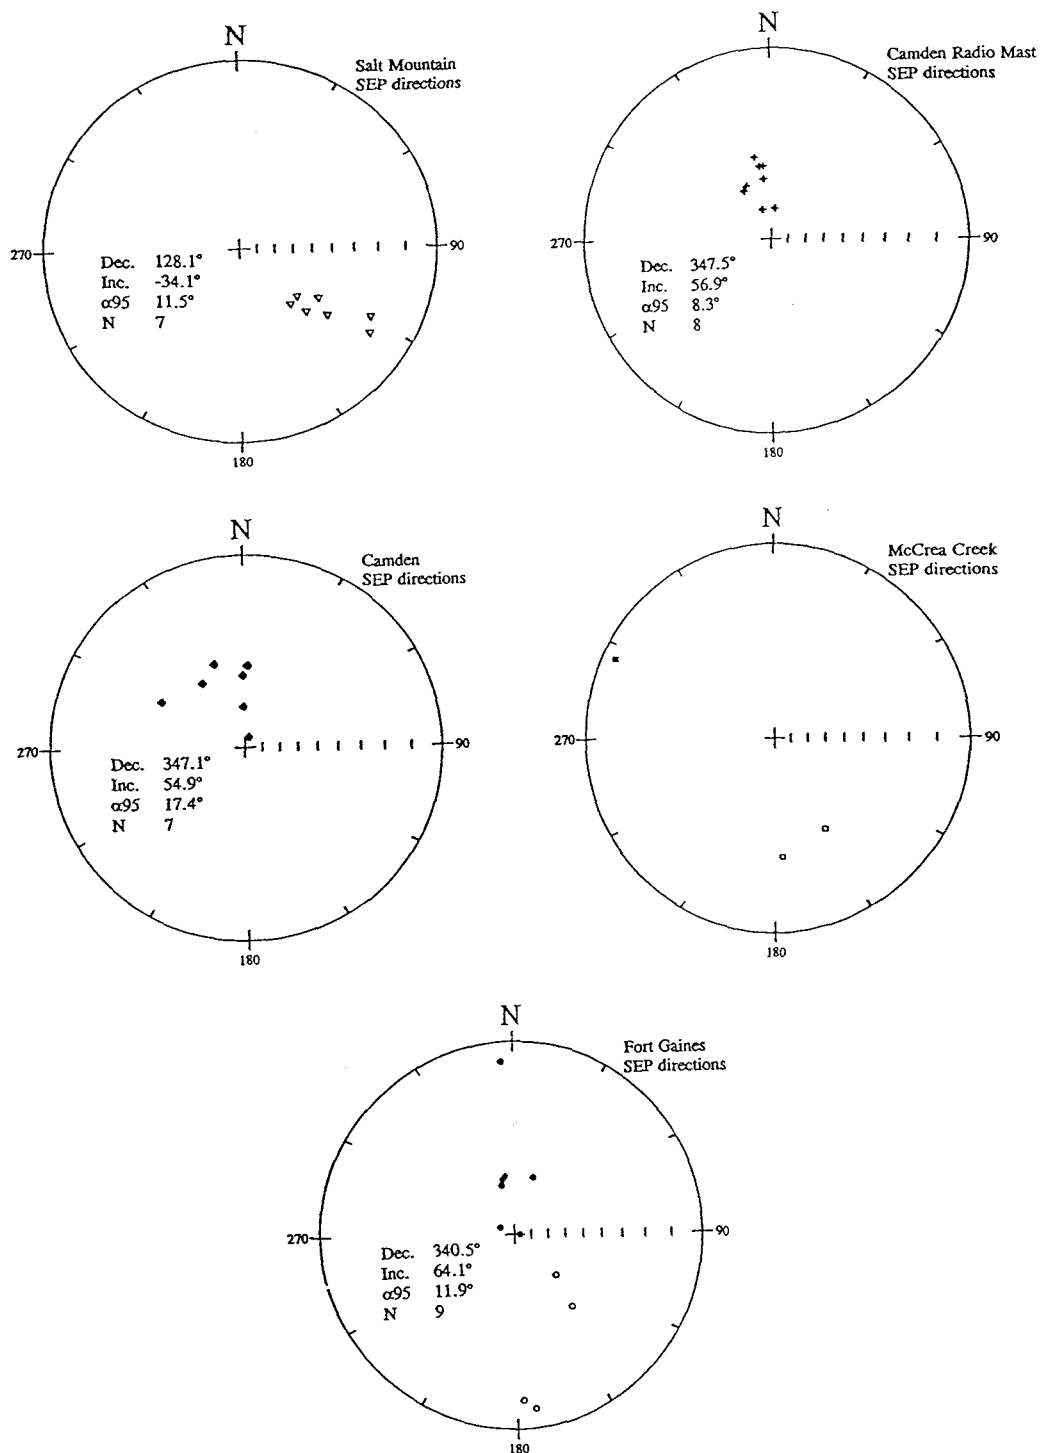 N
Salt Mountain
SEP directions
270
90
Dec. 128.1°
Inc. -34.1°
α95 11.5°
N 7
180
N
Camden Radio Mast
SEP directions
270
90
Dec. 347.5°
Inc. 56.9°
α95 8.3°
N 8
180
N
Camden
SEP directions
270
90
Dec. 347.1°
Inc. 54.9°
α95 17.4°
N 7
180
N
McCrea Creek
SEP directions
270
90
180
N
Fort Gaines
SEP directions
270
90
Dec. 340.5°
Inc. 64.1°
α95 11.9°
N 9
180